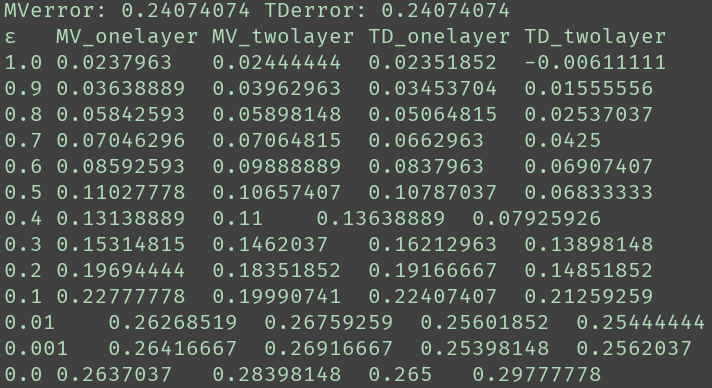 MVerror: 0.24074074 TDerror: 0.24074074
ε MV_onelayer MV_twolayer TD_onelayer TD_twolayer
1.0 0.0237963 0.02444444 0.02351852 -0.00611111
0.9 0.03638889 0.03962963 0.03453704 0.01555556
0.8 0.05842593 0.05898148 0.05064815 0.02537037
0.7 0.07046296 0.07064815 0.0662963 0.0425
0.6 0.08592593 0.09888889 0.0837963 0.06907407
0.5 0.11027778 0.10657407 0.10787037 0.06833333
0.4 0.13138889 0.11 0.13638889 0.07925926
0.3 0.15314815 0.1462037 0.16212963 0.13898148
0.2 0.19694444 0.18351852 0.19166667 0.14851852
0.1 0.22777778 0.19990741 0.22407407 0.21259259
0.01 0.26268519 0.26759259 0.25601852 0.25444444
0.001 0.26416667 0.26916667 0.25398148 0.2562037
0.0 0.2637037 0.28398148 0.265 0.29777778